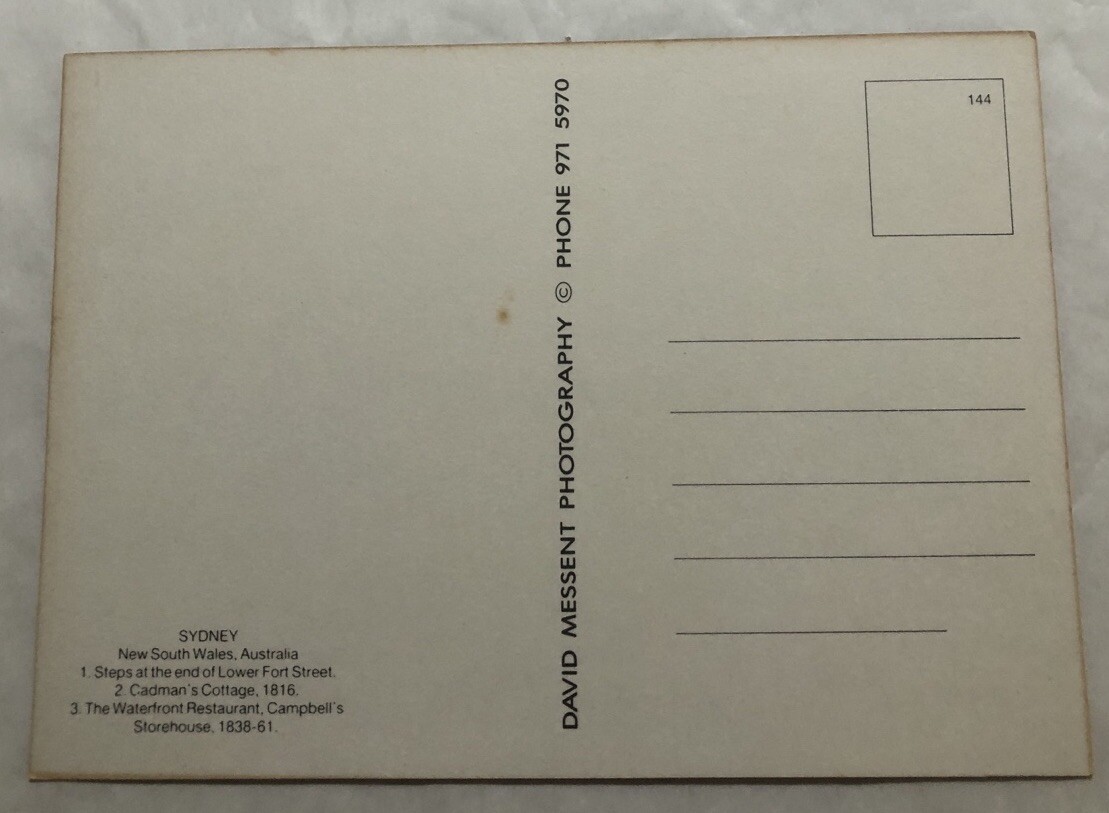 SYDNEY
New South Wales, Australia
1. Steps at the end of Lower Fort Street.
2. Cadman's Cottage, 1816.
3. The Waterfront Restaurant, Campbell's
Storehouse, 1838-61.
DAVID MESSENT PHOTOGRAPHY © PHONE 971 5970
144